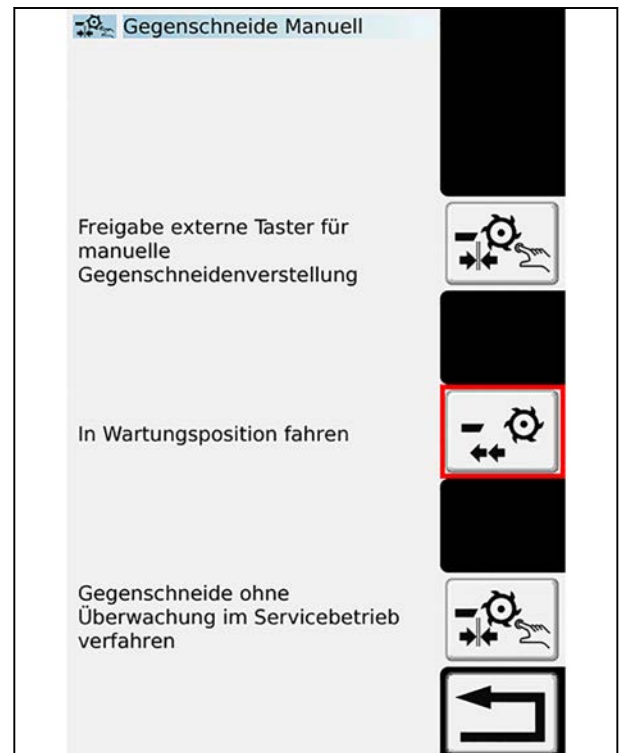 Gegenschneide Manuell
Freigabe externe Taster für
manuelle
Gegenschneidenverstellung
In Wartungsposition fahren
Gegenschneide ohne
Überwachung im Servicebetrieb
verfahren